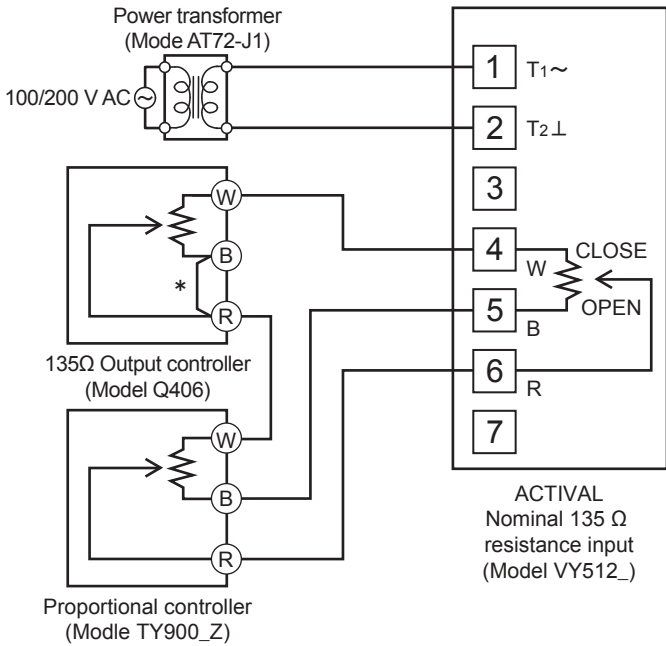 Power transformer
(Mode AT72-J1)
100/200 V AC
1 T1~
2 T2⊥
3
4 W
5 B
6 R
7
CLOSE
OPEN
W
B
*
R
135Ω Output controller
(Model Q406)
W
B
R
Proportional controller
(Modle TY900_Z)
ACTIVAL
Nominal 135 Ω
resistance input
(Model VY512_)